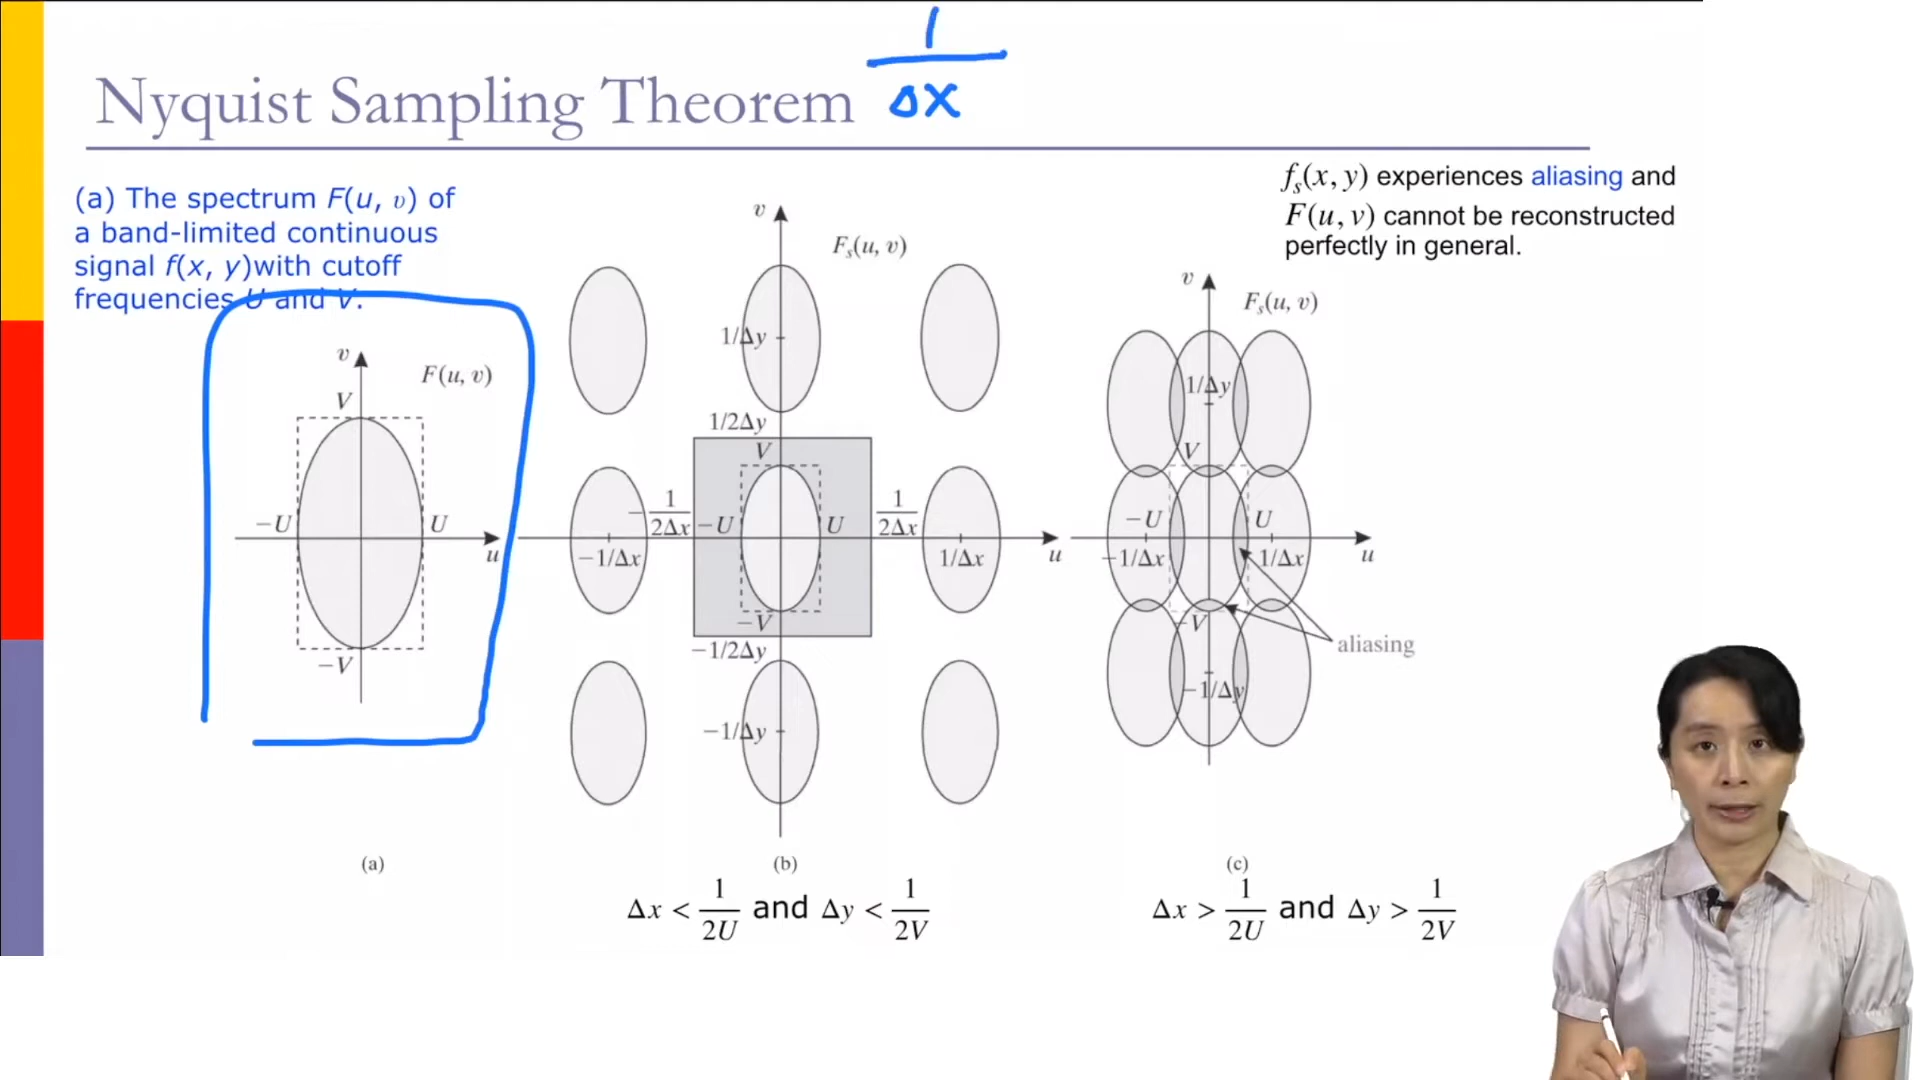 1
Δx
Nyquist Sampling Theorem
(a) The spectrum F(u, v) of
a band-limited continuous
signal f(x, y)with cutoff
frequencies U and V.
fs(x, y) experiences aliasing and
F(u, v) cannot be reconstructed
perfectly in general.
v
F(u, v)
V
−U
U
u
−V
(a)
v
Fs(u, v)
1/Δy
1/2Δy
V
−1/2Δx
−U
U
1/2Δx
−1/Δx
1/Δx
u
−V
−1/2Δy
−1/Δy
(b)
Δx < 1/2U and Δy < 1/2V
v
Fs(u, v)
1/Δy
V
−U
U
−1/Δx
1/Δx
u
−V
aliasing
−1/Δy
(c)
Δx > 1/2U and Δy > 1/2V